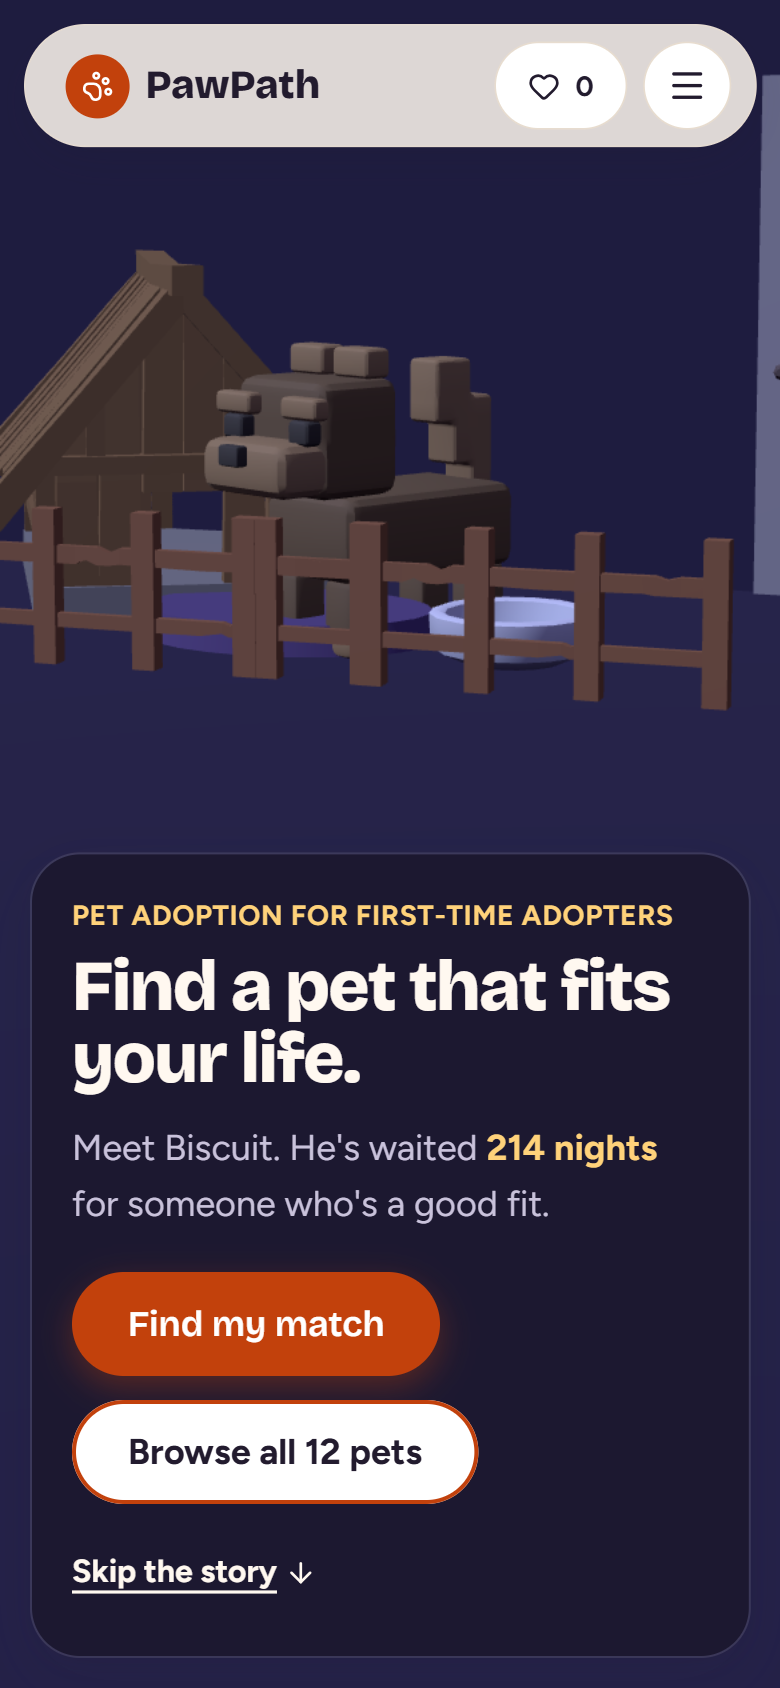 PawPath
0
PET ADOPTION FOR FIRST-TIME ADOPTERS
Find a pet that fits
your life.
Meet Biscuit. He's waited 214 nights
for someone who's a good fit.
Find my match
Browse all 12 pets
Skip the story ↓